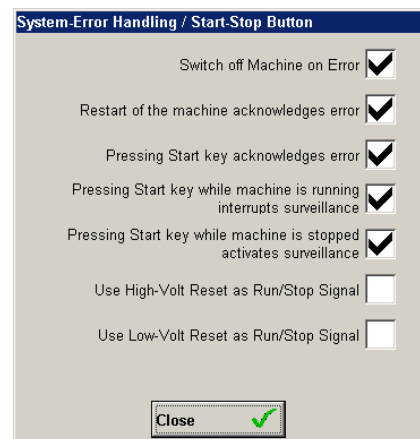 System-Error Handling / Start-Stop Button
Switch off Machine on Error
Restart of the machine acknowledges error
Pressing Start key acknowledges error
Pressing Start key while machine is running
interrupts surveillance
Pressing Start key while machine is stopped
activates surveillance
Use High-Volt Reset as Run/Stop Signal
Use Low-Volt Reset as Run/Stop Signal
Close